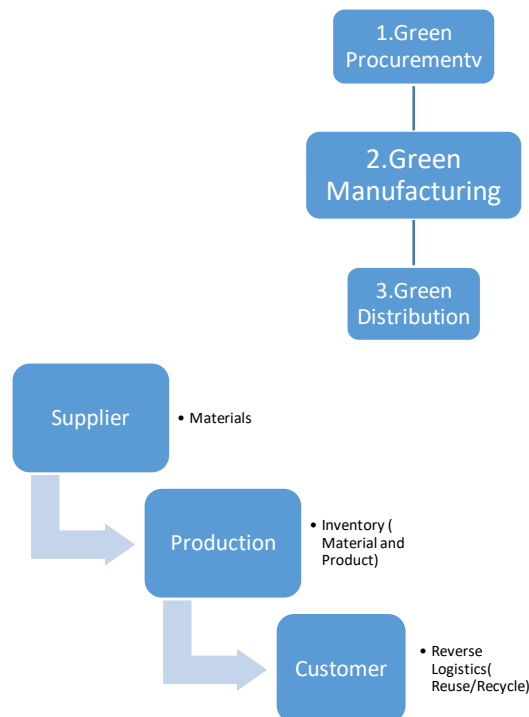 1.Green
Procurementv
2.Green
Manufacturing
3.Green
Distribution
Supplier
• Materials
Production
• Inventory (
Material and
Product)
Customer
• Reverse
Logistics(
Reuse/Recycle)